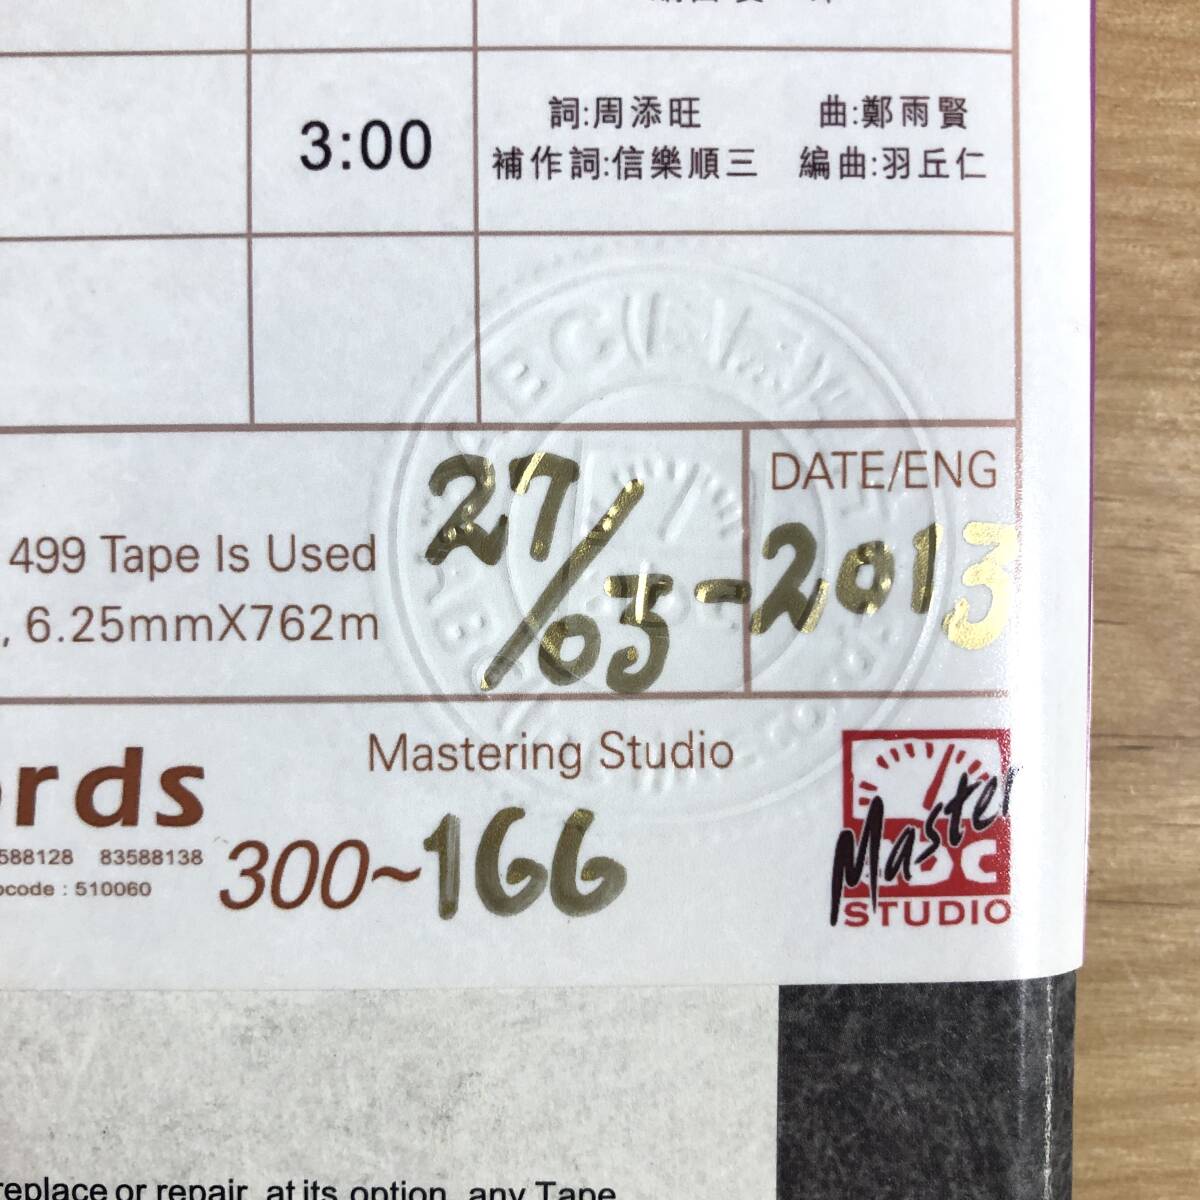 3:00
詞:周添旺 曲:鄭雨賢
補作詞:信樂順三 編曲:羽丘仁
DATE/ENG
27/03-2013
499 Tape Is Used
, 6.25mmX762m
Mastering Studio
ords
588128 83588138
code : 510060
300~166
Master
STUDIO
replace or repair, at its option, any Tape